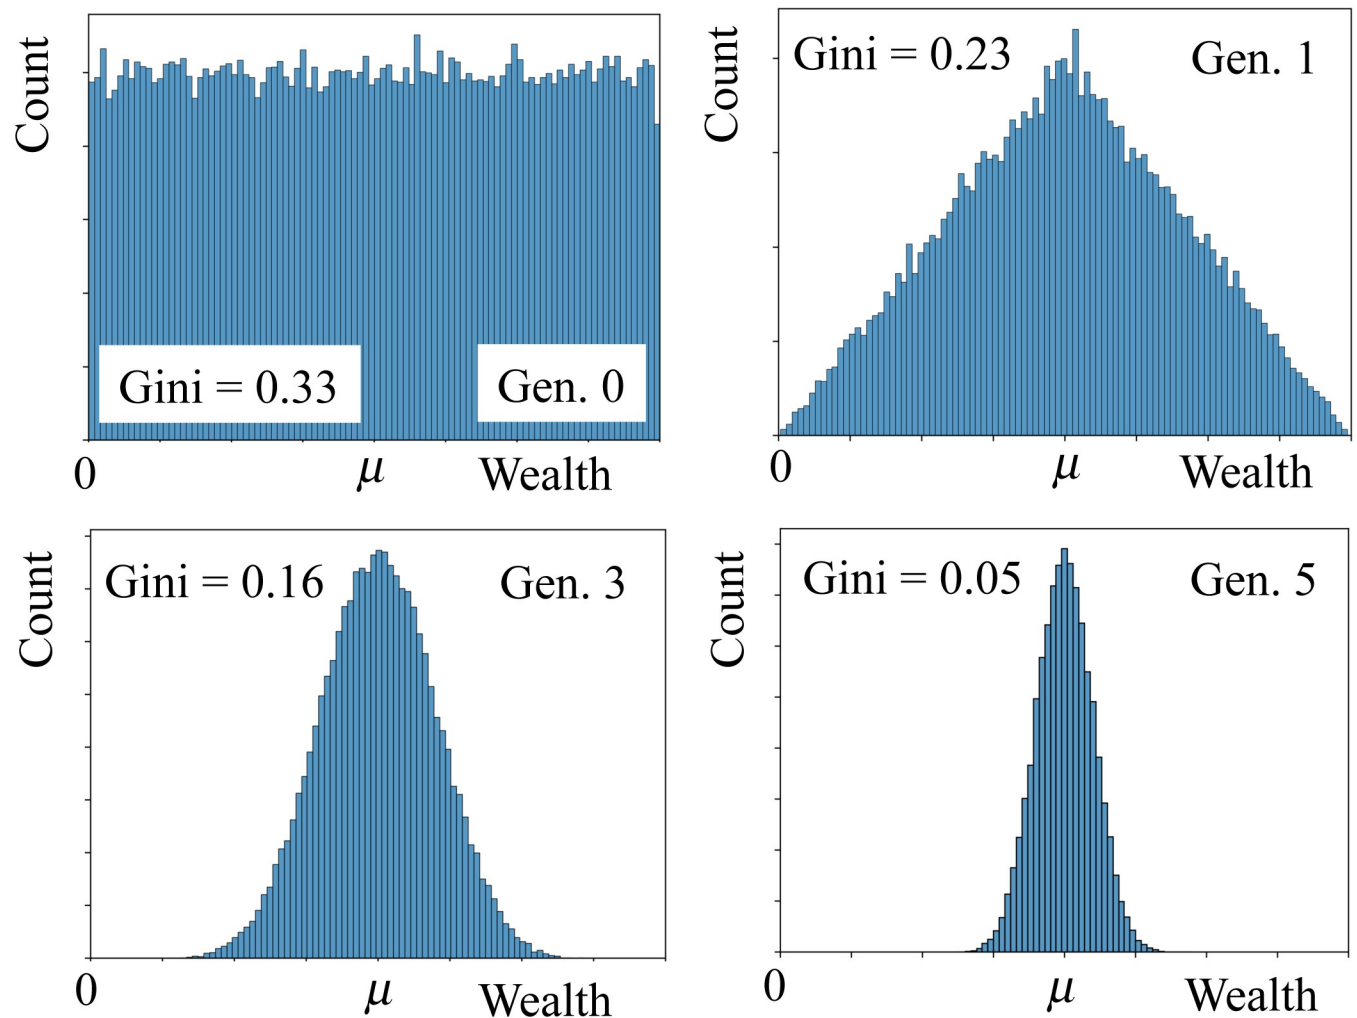 Count
Gini = 0.33
Gen. 0
0
μ
Wealth
Count
Gini = 0.23
Gen. 1
0
μ
Wealth
Count
Gini = 0.16
Gen. 3
0
μ
Wealth
Count
Gini = 0.05
Gen. 5
0
μ
Wealth